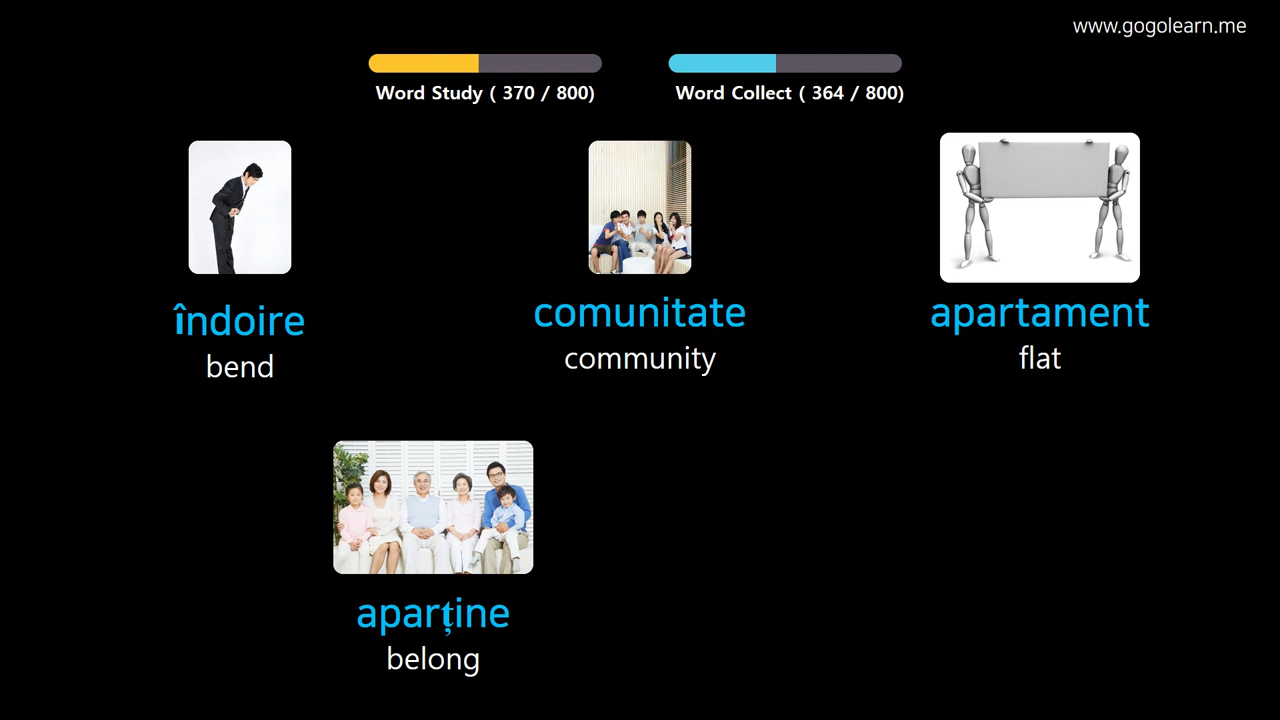 www.gogolearn.me
Word Study ( 370 / 800)
Word Collect ( 364 / 800)
îndoire
bend
comunitate
community
apartament
flat
aparține
belong